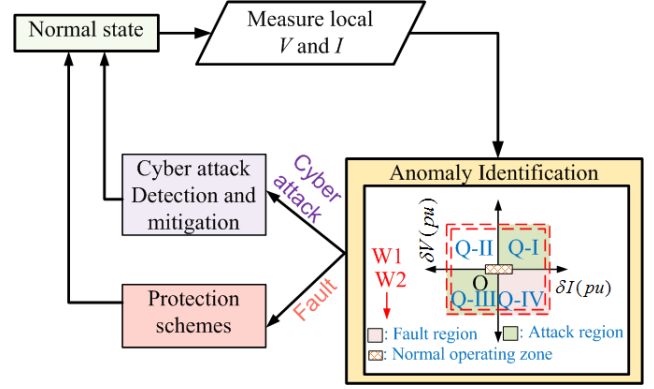 Normal state
Measure local
V and I
Cyber attack
Detection and
mitigation
Cyber
attack
Protection
schemes
Fault
Anomaly Identification
δV(pu)
Q-II
Q-I
W1
W2
O
δI(pu)
Q-III
Q-IV
: Fault region
: Attack region
: Normal operating zone